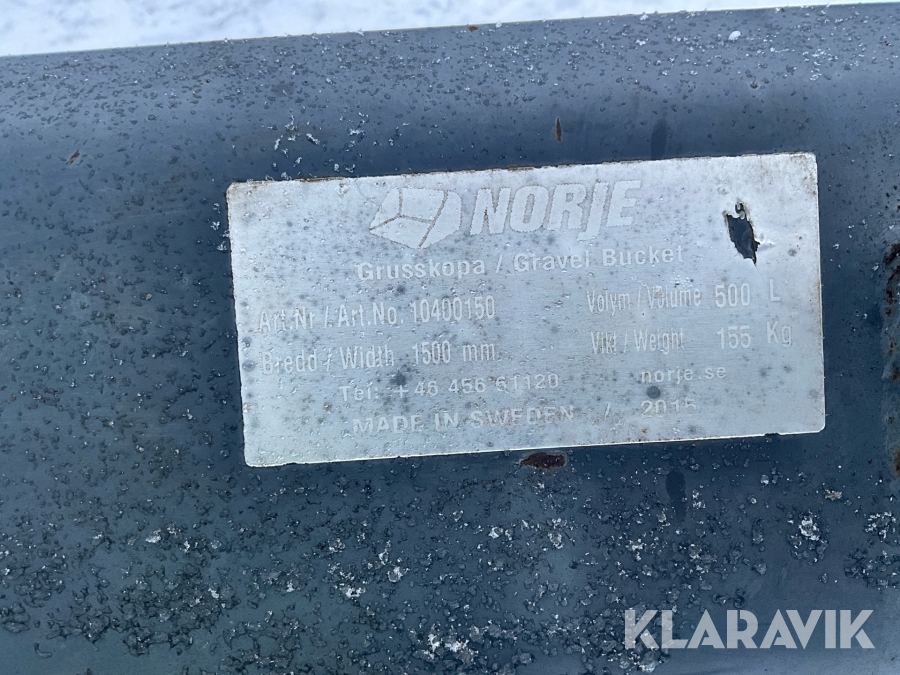 NORJE
Grusskopa / Gravel Bucket
Art.Nr / Art.No. 10400150 Volym / Volume 500 L
Bredd / Width 1500 mm. Vikt / Weight 155 Kg
Tel: +46 456 61120 norje.se
MADE IN SWEDEN / 2015
KLARAVIK